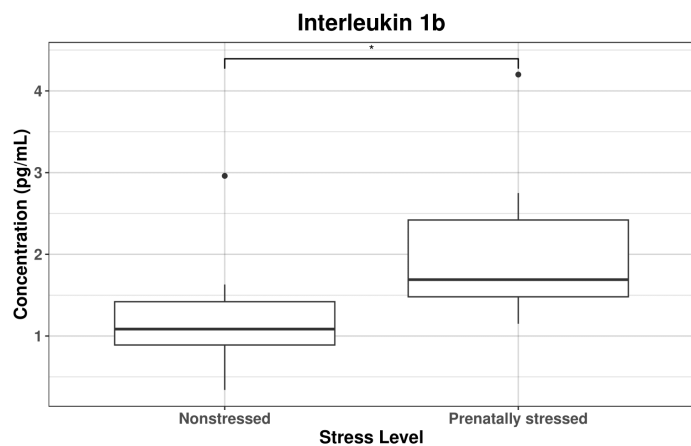 Interleukin 1b
*
4
3
2
1
Concentration (pg/mL)
Nonstressed Prenatally stressed
Stress Level